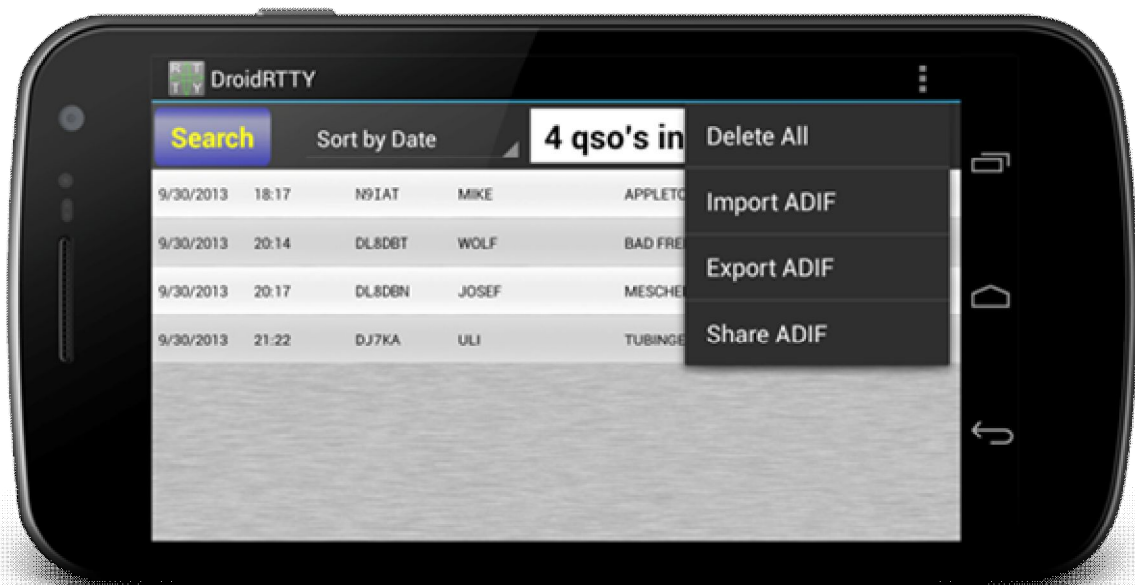 R T
T Y
DroidRTTY
Search
Sort by Date
4 qso's in
Delete All
Import ADIF
Export ADIF
Share ADIF
9/30/2013 18:17 N9IAT MIKE APPLETO
9/30/2013 20:14 DL8DBT WOLF BAD FRE
9/30/2013 20:17 DL8DBN JOSEF MESCHE
9/30/2013 21:22 DJ7KA ULI TUBINGE